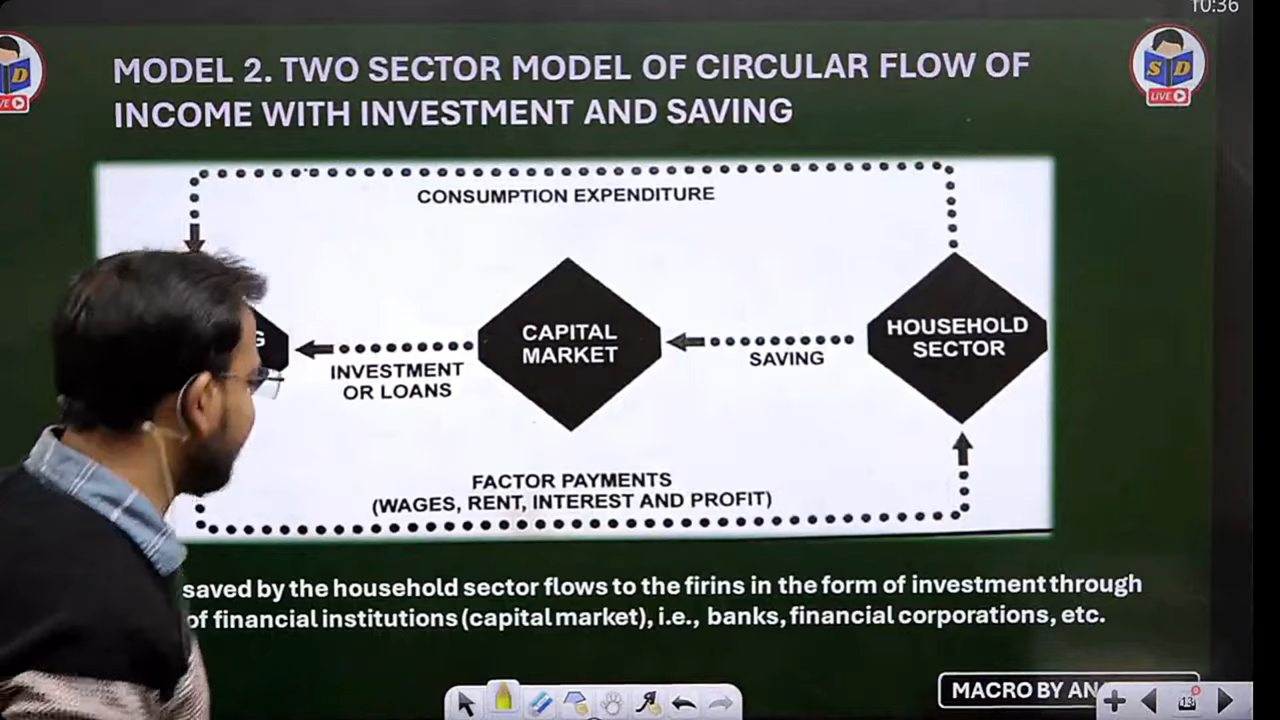 10:36
MODEL 2. TWO SECTOR MODEL OF CIRCULAR FLOW OF
INCOME WITH INVESTMENT AND SAVING
S D
LIVE
D
VE
CONSUMPTION EXPENDITURE
G
INVESTMENT
OR LOANS
CAPITAL
MARKET
SAVING
HOUSEHOLD
SECTOR
FACTOR PAYMENTS
(WAGES, RENT, INTEREST AND PROFIT)
saved by the household sector flows to the firins in the form of investment through
of financial institutions (capital market), i.e., banks, financial corporations, etc.
MACRO BY AN
13